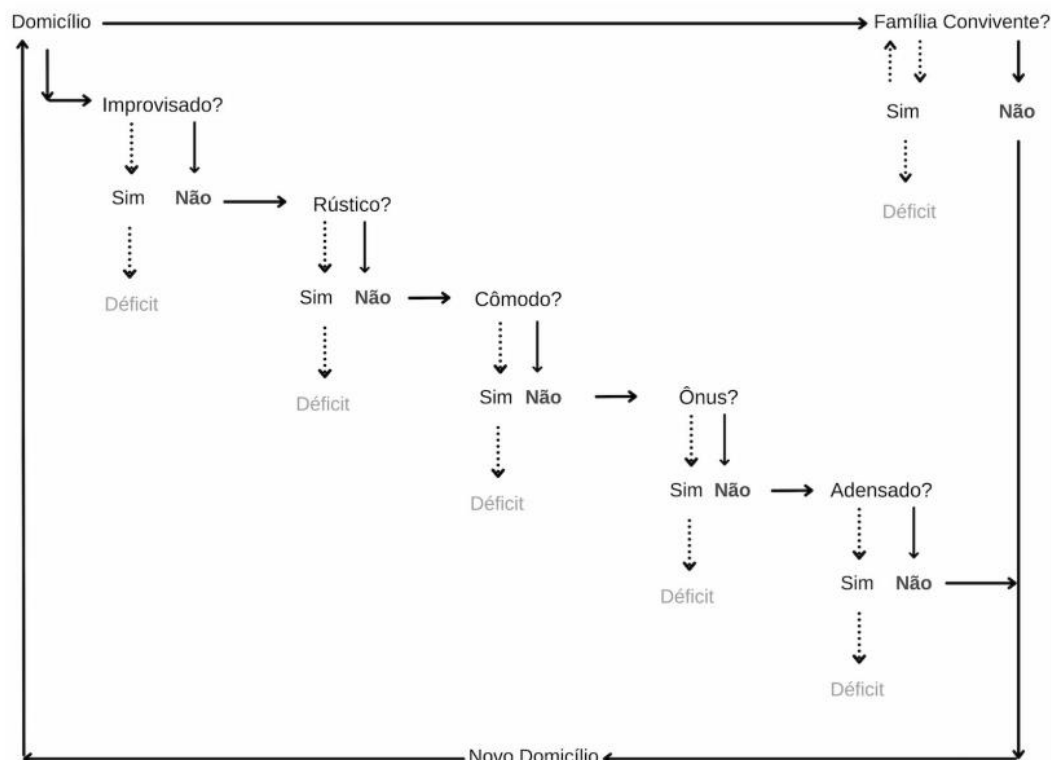 Domicílio
Família Convivente?
Improvisado?
Sim
Não
Sim
Não
Rústico?
Déficit
Déficit
Sim
Não
Cômodo?
Déficit
Sim
Não
Ônus?
Déficit
Sim
Não
Adensado?
Déficit
Sim
Não
Déficit
Novo Domicílio